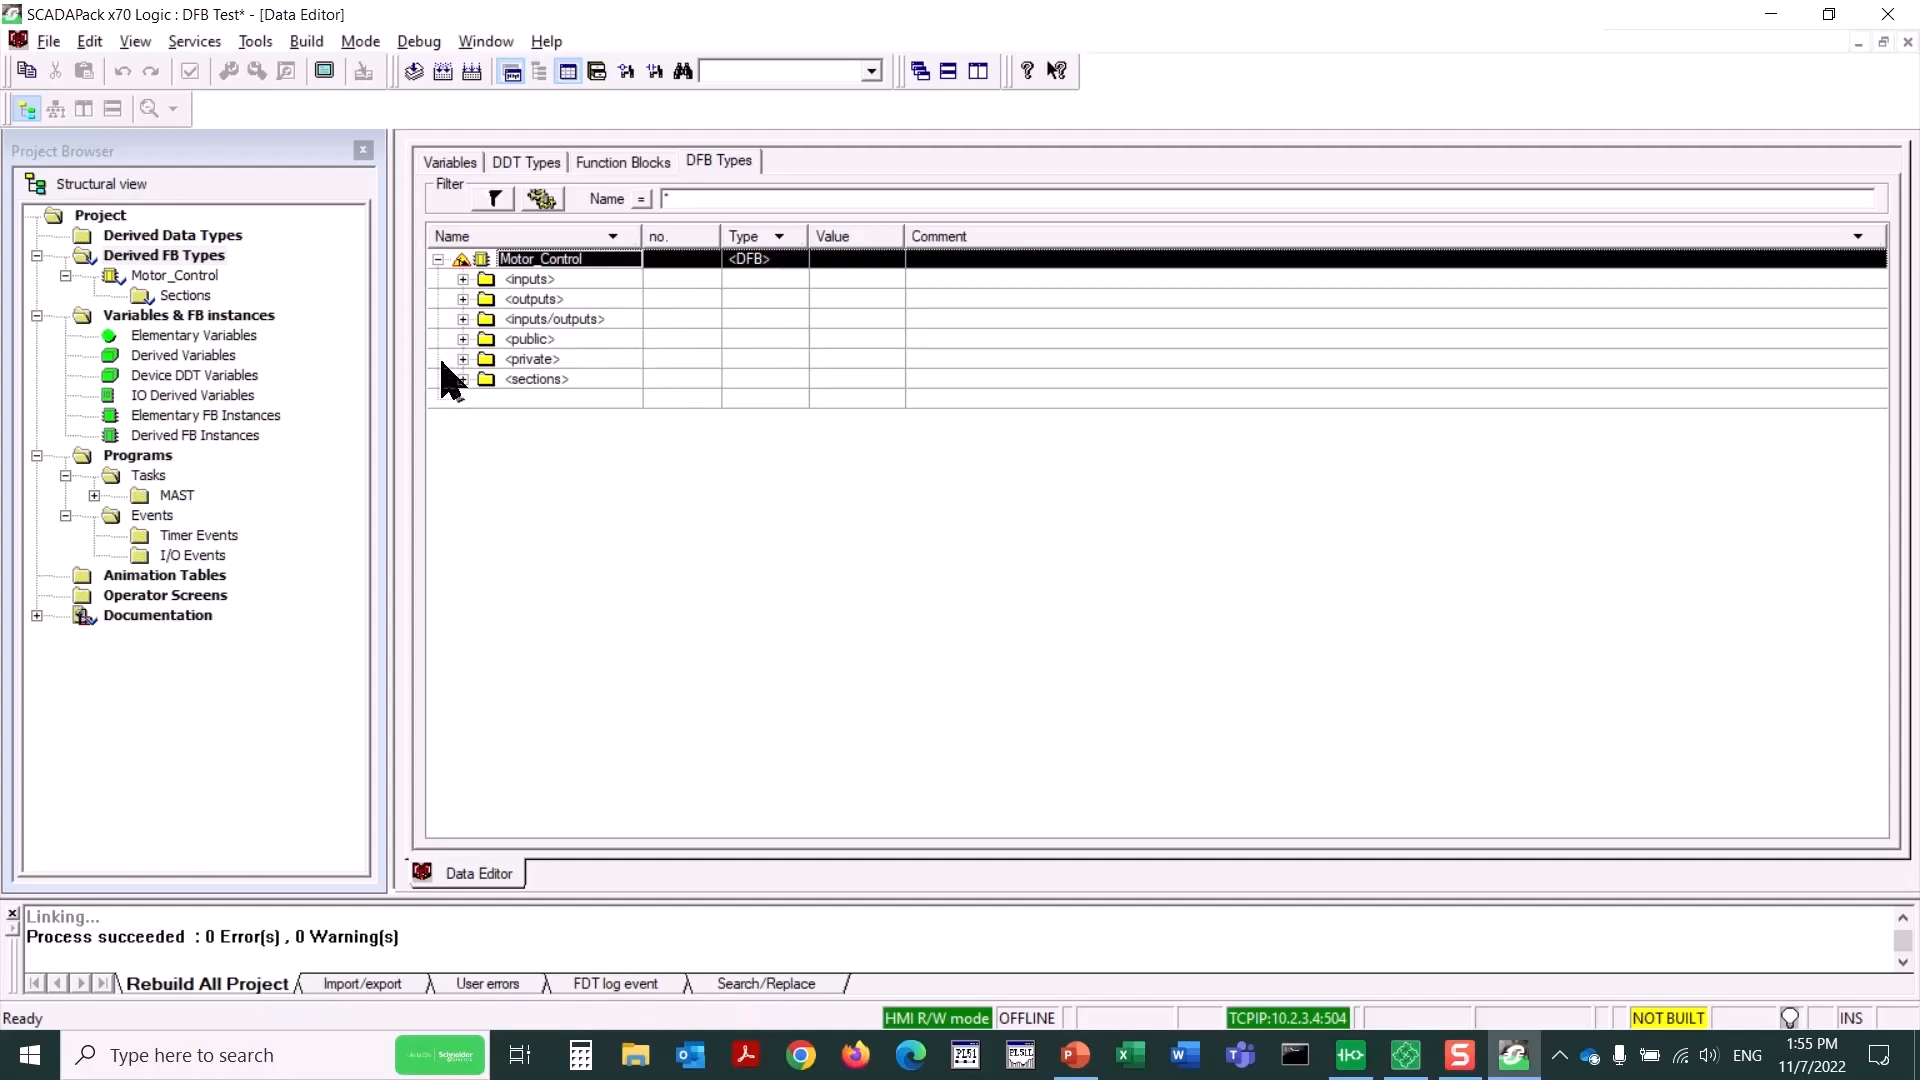 SCADAPack x70 Logic : DFB Test* - [Data Editor]
File Edit View Services Tools Build Mode Debug Window Help
Project Browser
Structural view
Project
Derived Data Types
Derived FB Types
Motor_Control
Sections
Variables & FB instances
Elementary Variables
Derived Variables
Device DDT Variables
IO Derived Variables
Elementary FB Instances
Derived FB Instances
Programs
Tasks
MAST
Events
Timer Events
I/O Events
Animation Tables
Operator Screens
Documentation
Variables DDT Types Function Blocks DFB Types
Filter
Name = *
Name no. Type Value Comment
Motor_Control <DFB>
<inputs>
<outputs>
<inputs/outputs>
<public>
<private>
<sections>
Data Editor
Linking...
Process succeeded : 0 Error(s) , 0 Warning(s)
Rebuild All Project Import/export User errors FDT log event Search/Replace
Ready HMI R/W mode OFFLINE TCPIP:10.2.3.4:504 NOT BUILT INS
Type here to search
Schneider
PL51
ENG
1:55 PM
11/7/2022